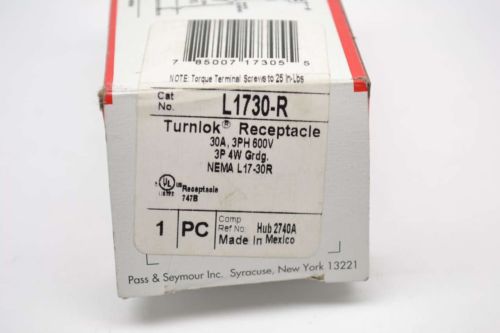 7 85007 17305 5
NOTE: Torque Terminal Screws to 25 In-Lbs
Cat No. L1730-R
Turnlok® Receptacle
30A, 3PH 600V
3P 4W Grdg.
NEMA L17-30R
UL Receptacle
747B
1 PC Comp Ref No: Hub 2740A
Made In Mexico
Pass & Seymour Inc. Syracuse, New York 13221